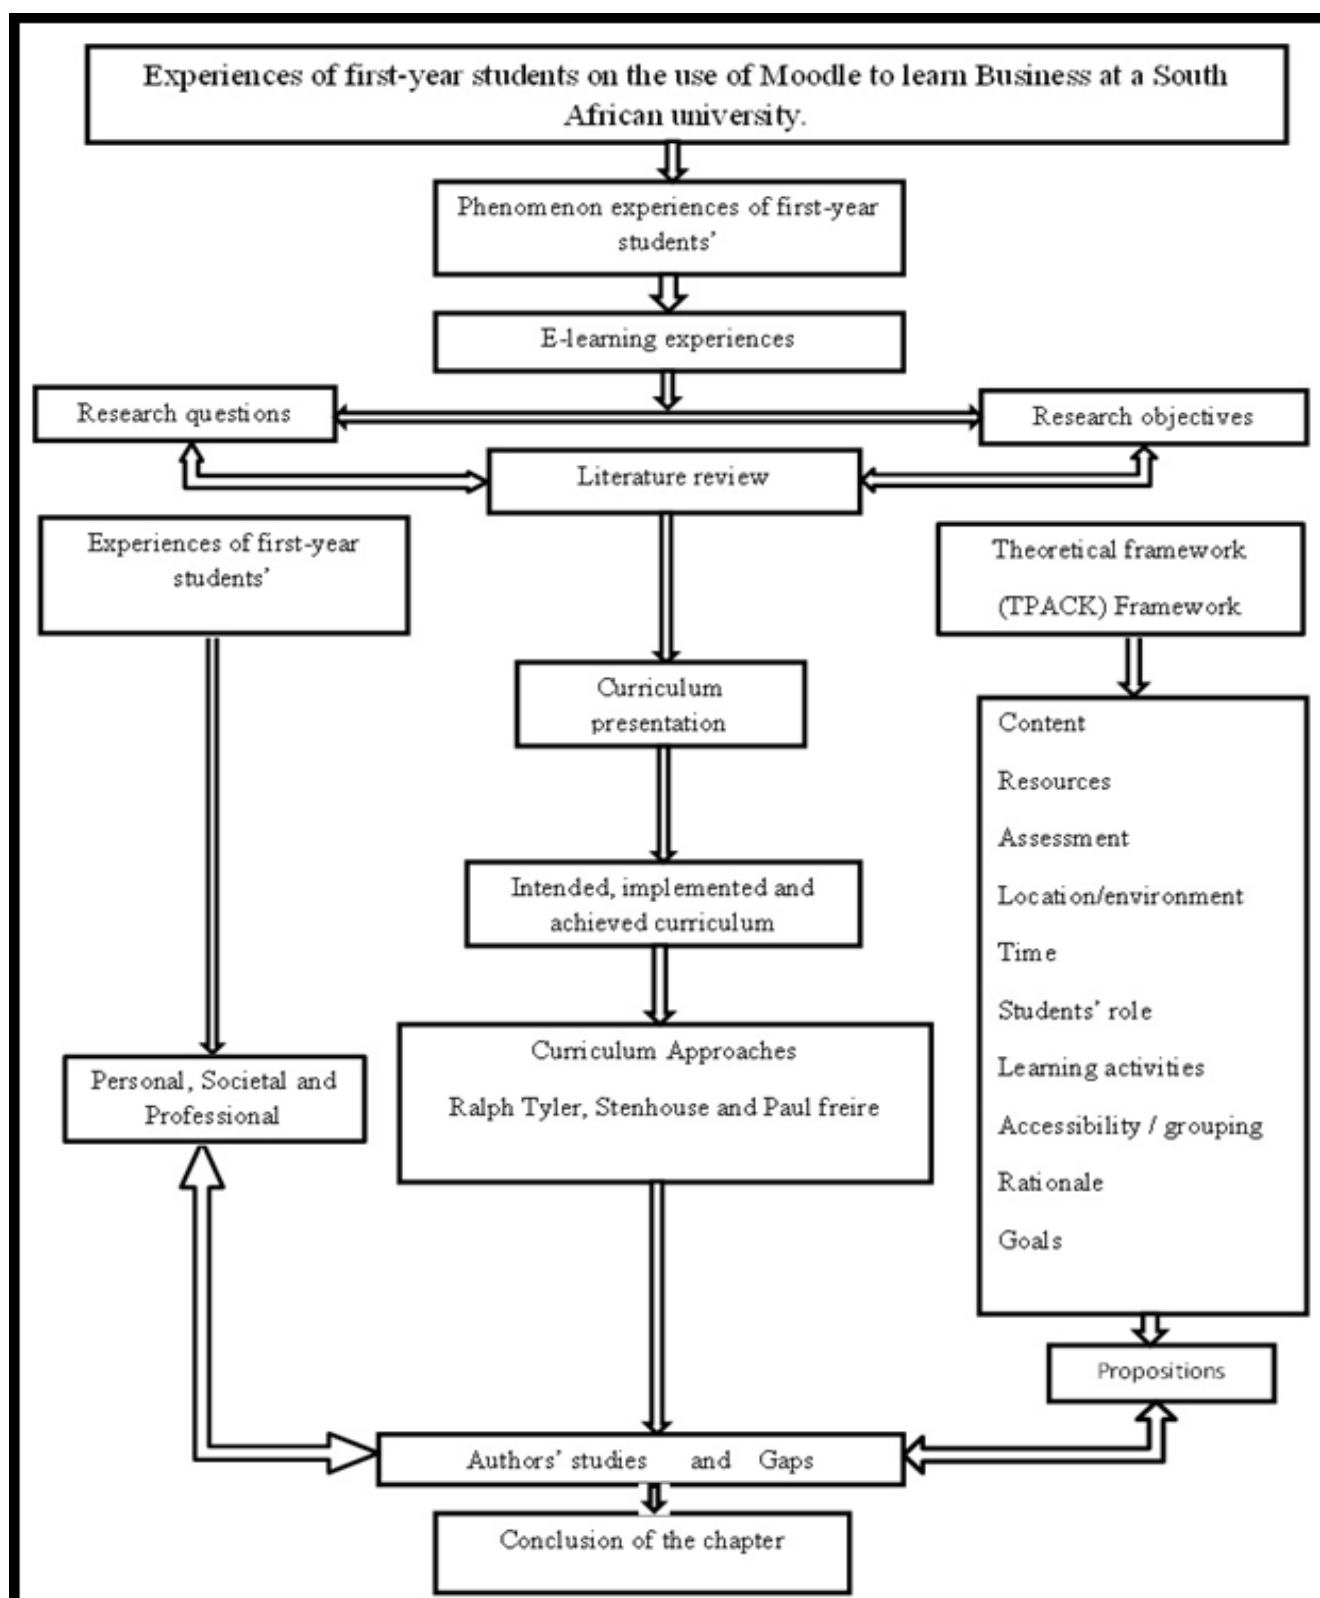 Experiences of first-year students on the use of Moodle to learn Business at a South
African university.
Phenomenon experiences of first-year
students’
E-learning experiences
Research questions
Research objectives
Literature review
Experiences of first-year
students’
Theoretical framework
(TPACK) Framework
Curriculum
presentation
Content
Resources
Assessment
Location/environment
Time
Students’ role
Learning activities
Accessibility / grouping
Rationale
Goals
Intended, implemented and
achieved curriculum
Curriculum Approaches
Ralph Tyler, Stenhouse and Paul freire
Personal, Societal and
Professional
Propositions
Authors’ studies and Gaps
Conclusion of the chapter